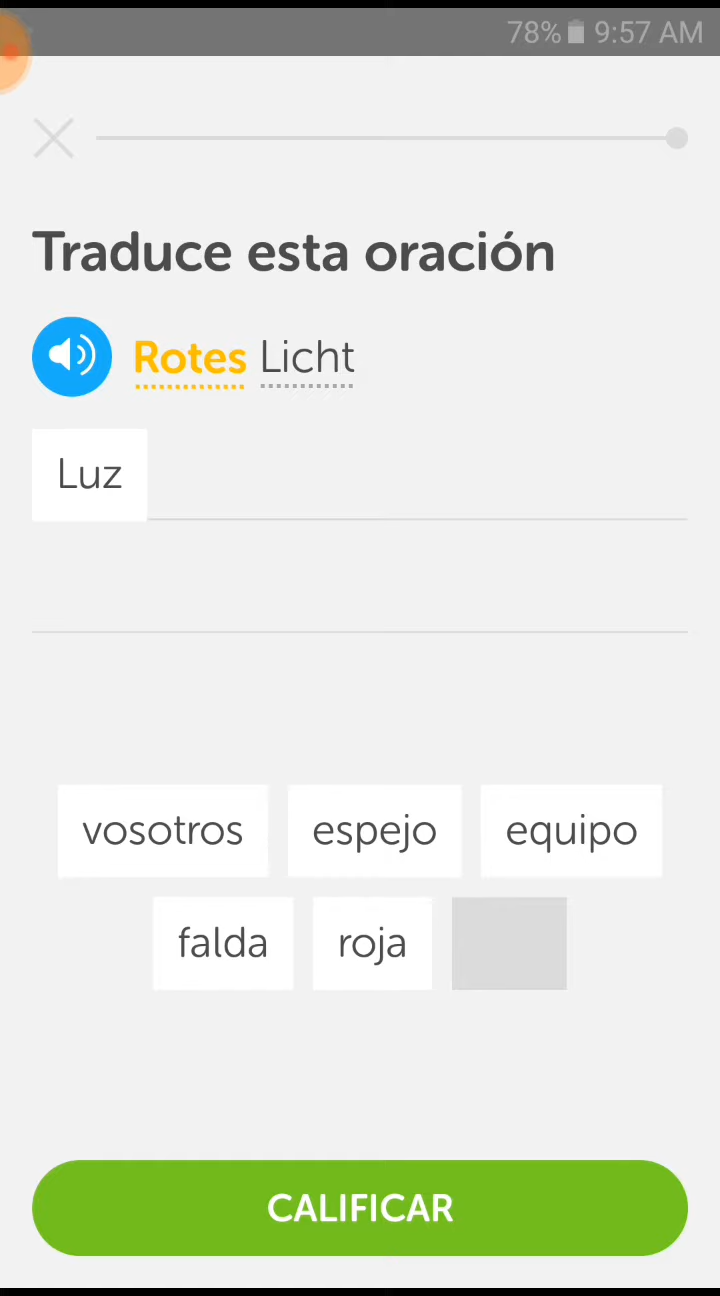 78% 9:57 AM
Traduce esta oración
Rotes Licht
Luz
vosotros espejo equipo
falda roja
CALIFICAR